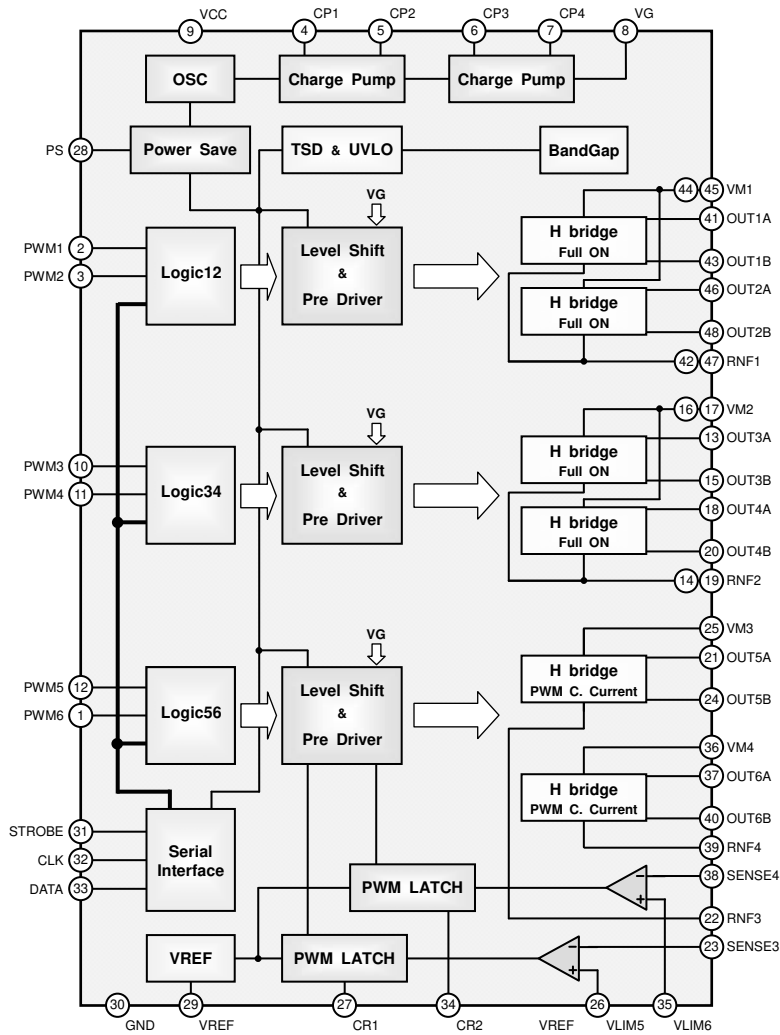 VCC CP1 CP2 CP3 CP4 VG
9 4 5 6 7 8
OSC Charge Pump Charge Pump
PS 28 Power Save TSD & UVLO BandGap
VG
44 45 VM1
41 OUT1A
H bridge
Full ON
43 OUT1B
46 OUT2A
H bridge
Full ON
48 OUT2B
42 47 RNF1
PWM1 2
PWM2 3
Logic12
Level Shift
&
Pre Driver
VG
16 17 VM2
13 OUT3A
H bridge
Full ON
15 OUT3B
18 OUT4A
H bridge
Full ON
20 OUT4B
14 19 RNF2
PWM3 10
PWM4 11
Logic34
Level Shift
&
Pre Driver
VG
25 VM3
21 OUT5A
H bridge
PWM C. Current
24 OUT5B
36 VM4
37 OUT6A
H bridge
PWM C. Current
40 OUT6B
39 RNF4
PWM5 12
PWM6 1
Logic56
Level Shift
&
Pre Driver
STROBE 31
CLK 32
DATA 33
Serial
Interface
PWM LATCH
- 38 SENSE4
+
22 RNF3
VREF PWM LATCH
- 23 SENSE3
+
30 29 27 34 26 35
GND VREF CR1 CR2 VREF VLIM5 VLIM6